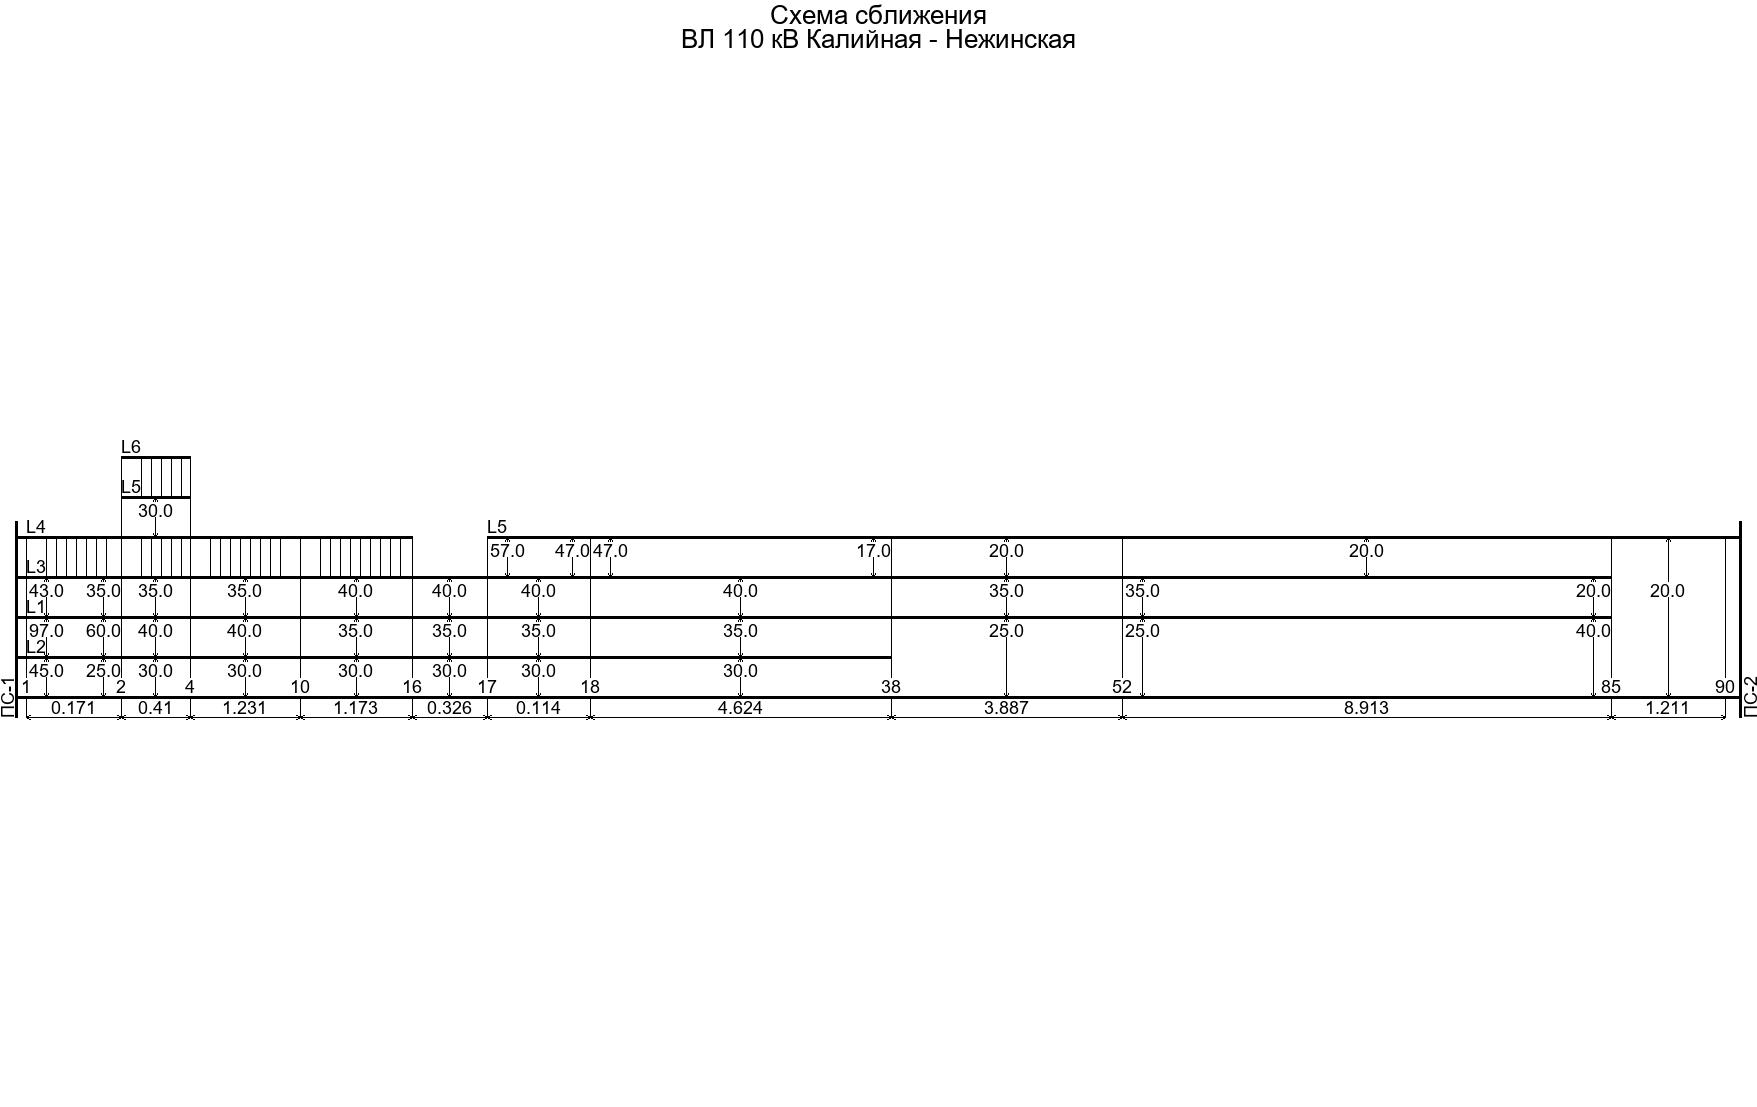 Схема сближения
ВЛ 110 кВ Калийная - Нежинская
L6
L5
30.0
L4 L5
57.0 47.0 47.0 17.0 20.0 20.0
L3
43.0 35.0 35.0 35.0 40.0 40.0 40.0 40.0 35.0 35.0 20.0 20.0
L1
97.0 60.0 40.0 40.0 35.0 35.0 35.0 35.0 25.0 25.0 40.0
L2
45.0 25.0 30.0 30.0 30.0 30.0 30.0 30.0
ПС-1 1 2 4 10 16 17 18 38 52 85 90 ПС-2
0.171 0.41 1.231 1.173 0.326 0.114 4.624 3.887 8.913 1.211